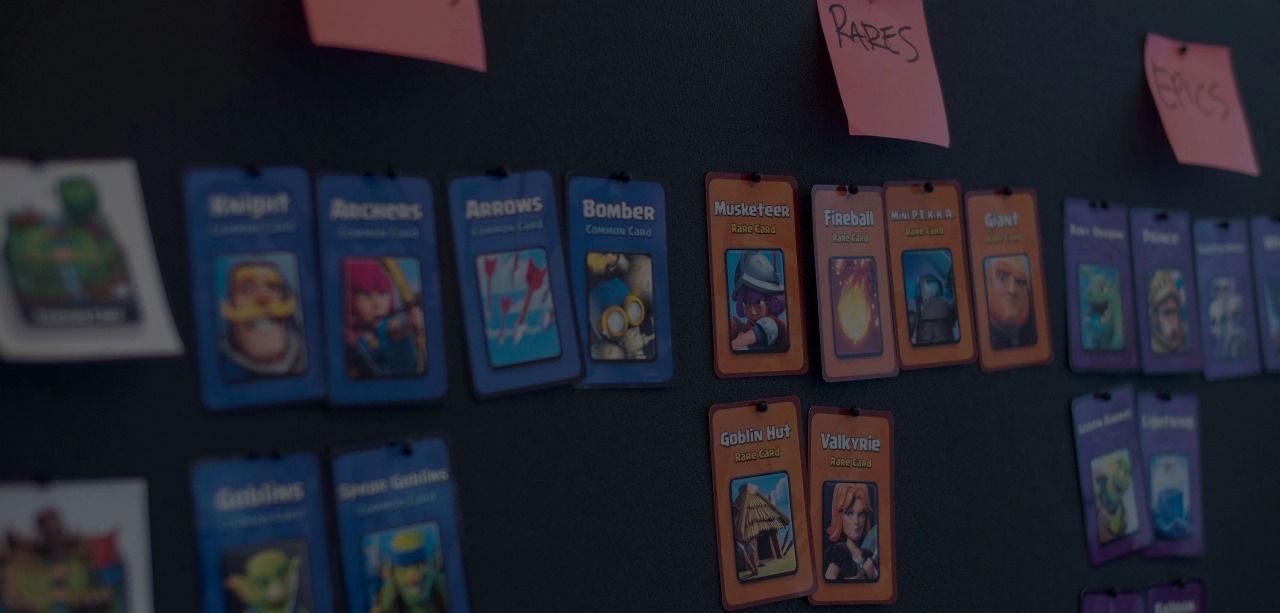 RARES
EPICS
Knight
Common Card
Archers
Common Card
Arrows
Common Card
Bomber
Common Card
Musketeer
Rare Card
Fireball
Rare Card
Mini P.E.K.K.A
Rare Card
Giant
Rare Card
Baby Dragon
Prince
Goblins
Common Card
Spear Goblins
Common Card
Goblin Hut
Rare Card
Valkyrie
Rare Card
Goblin Barrel
Lightning